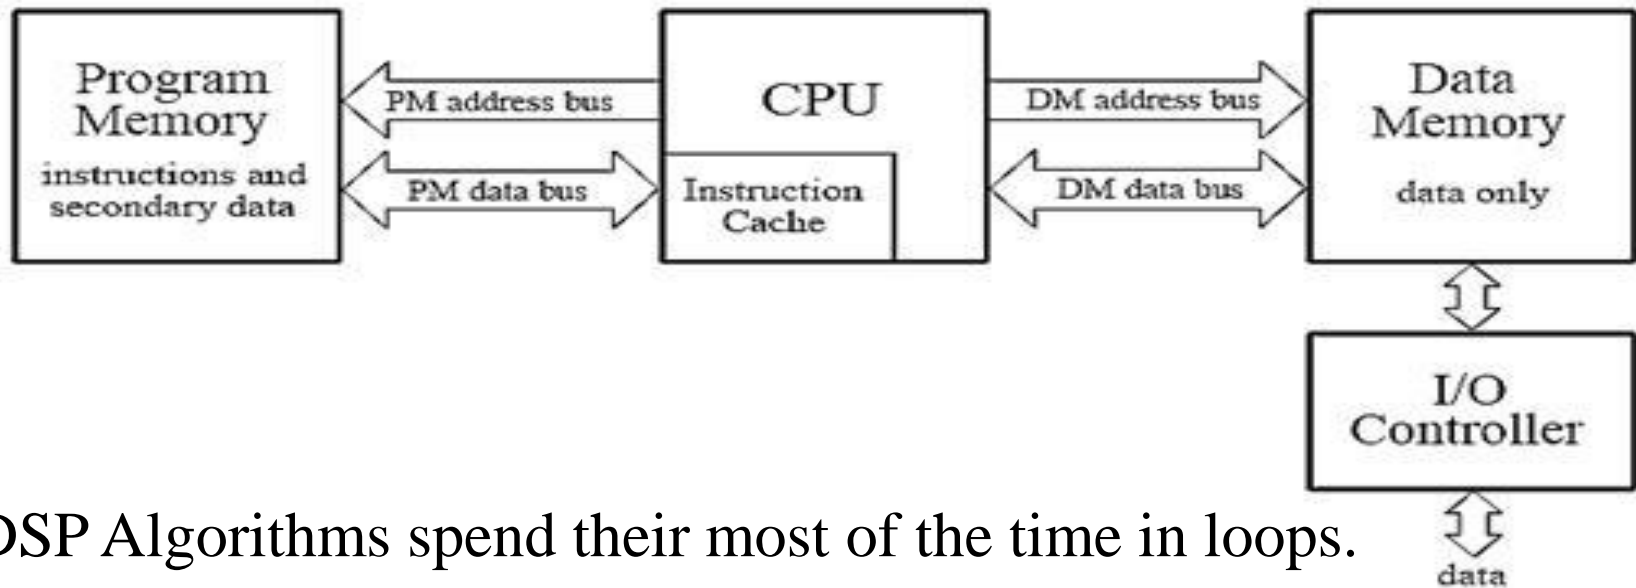 Program
Memory
instructions and
secondary data
PM address bus
PM data bus
CPU
Instruction
Cache
DM address bus
DM data bus
Data
Memory
data only
I/O
Controller
data
DSP Algorithms spend their most of the time in loops.